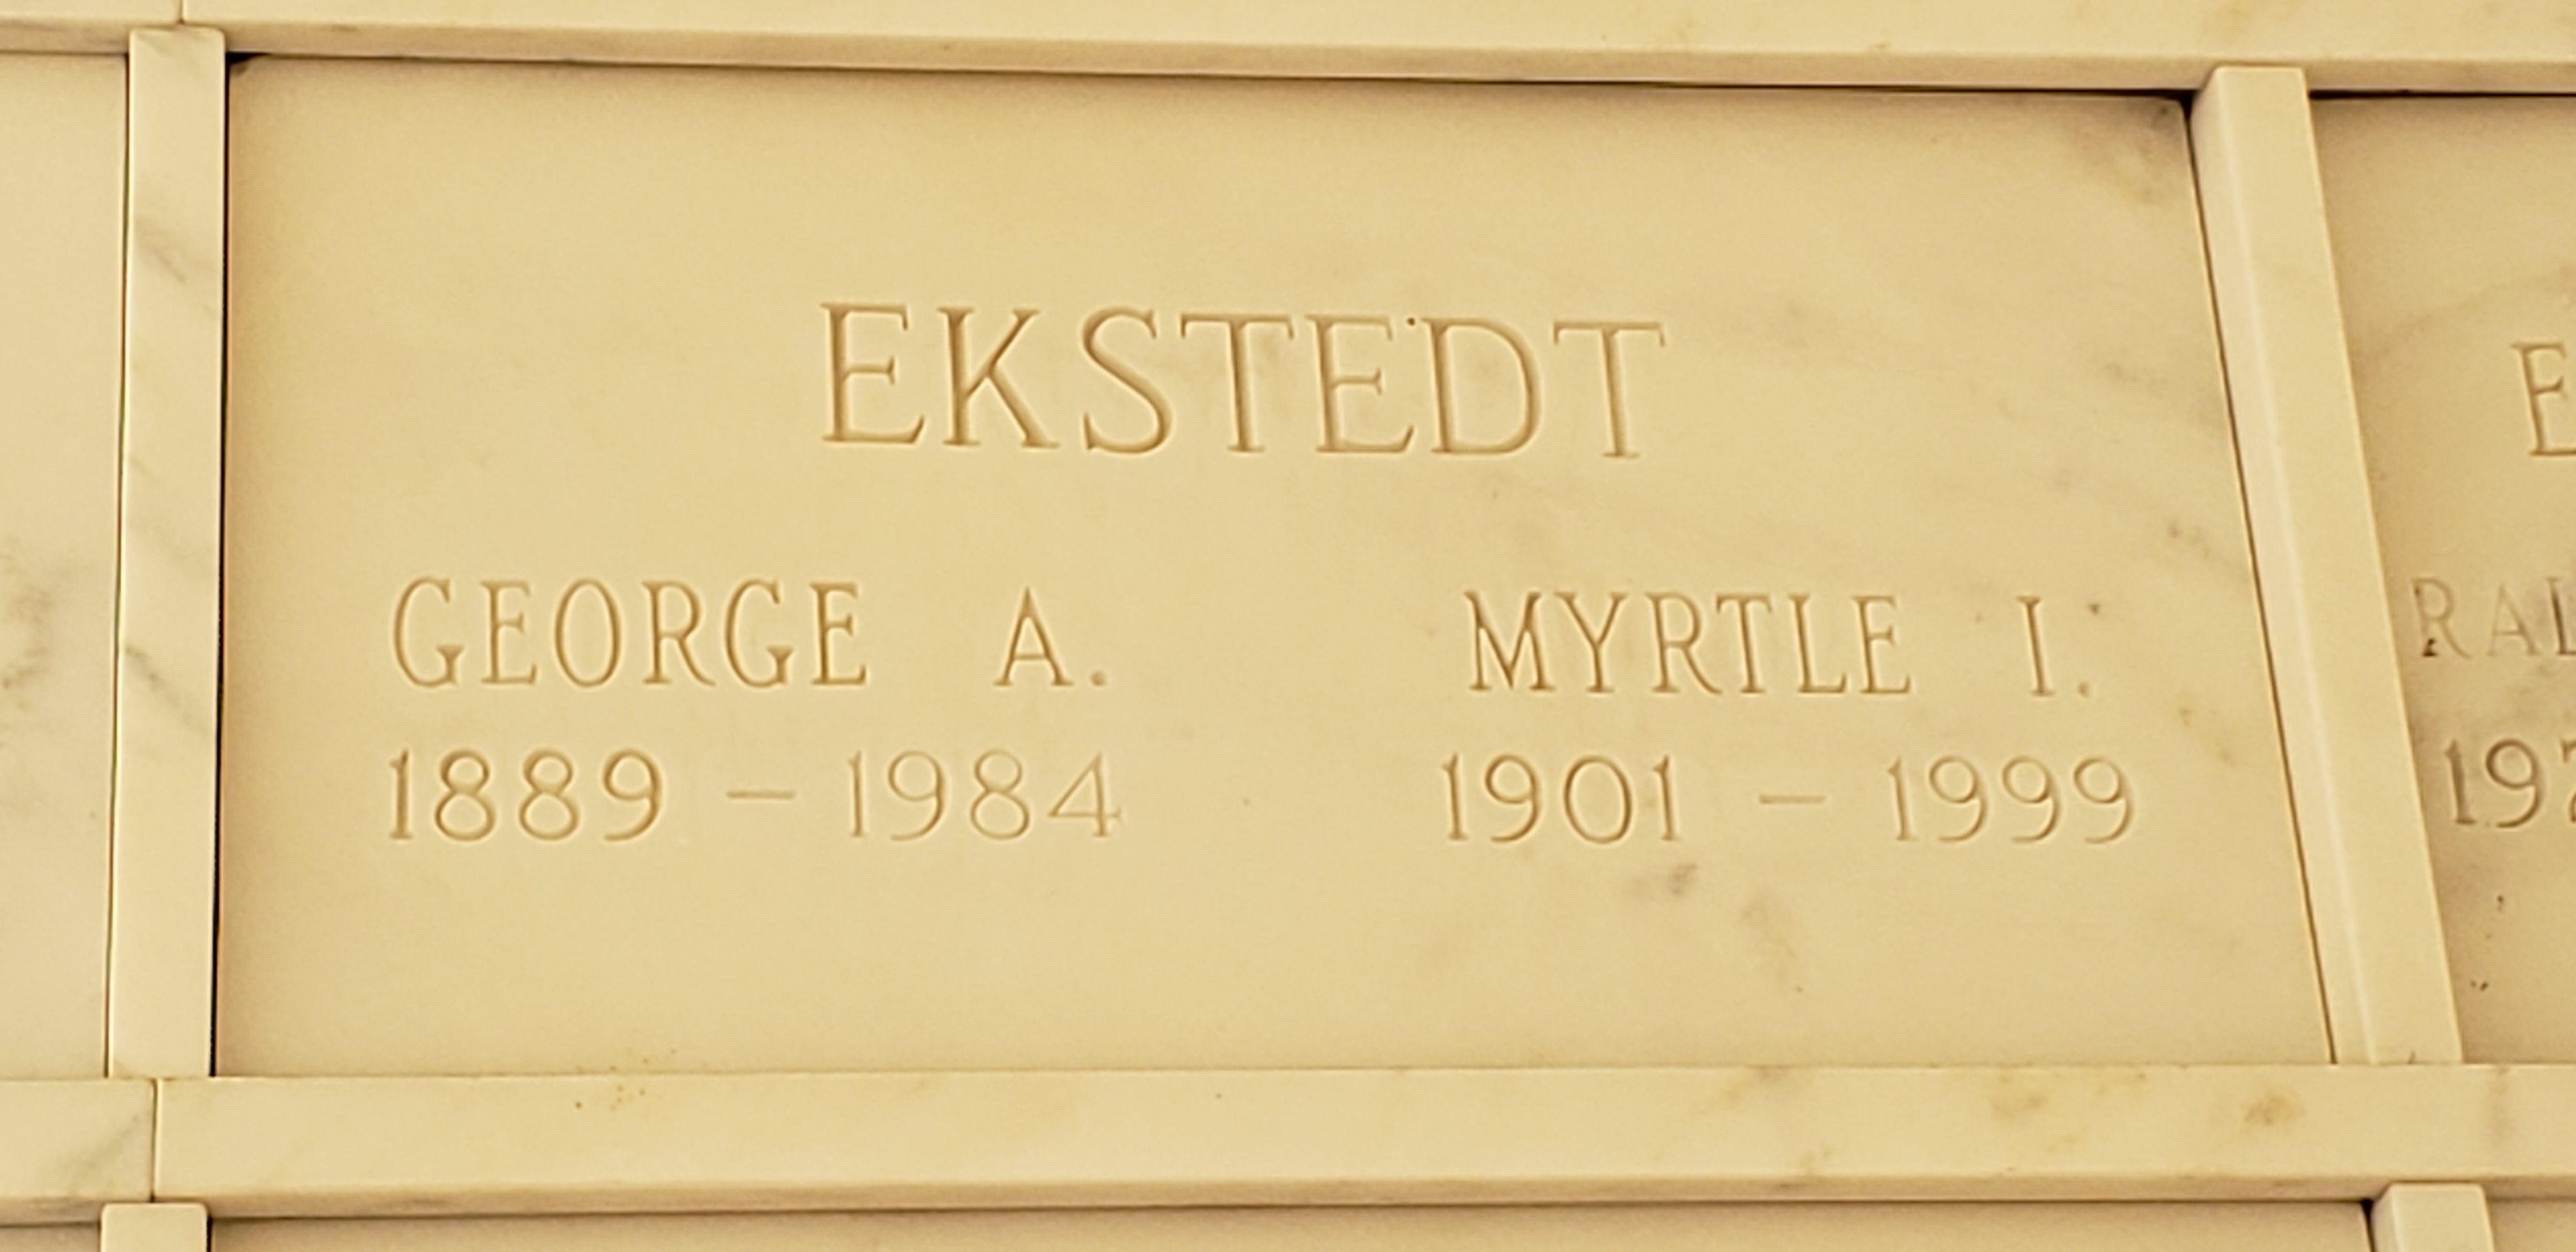 EKSTEDT
GEORGE A. MYRTLE I.
1889 – 1984 1901 – 1999